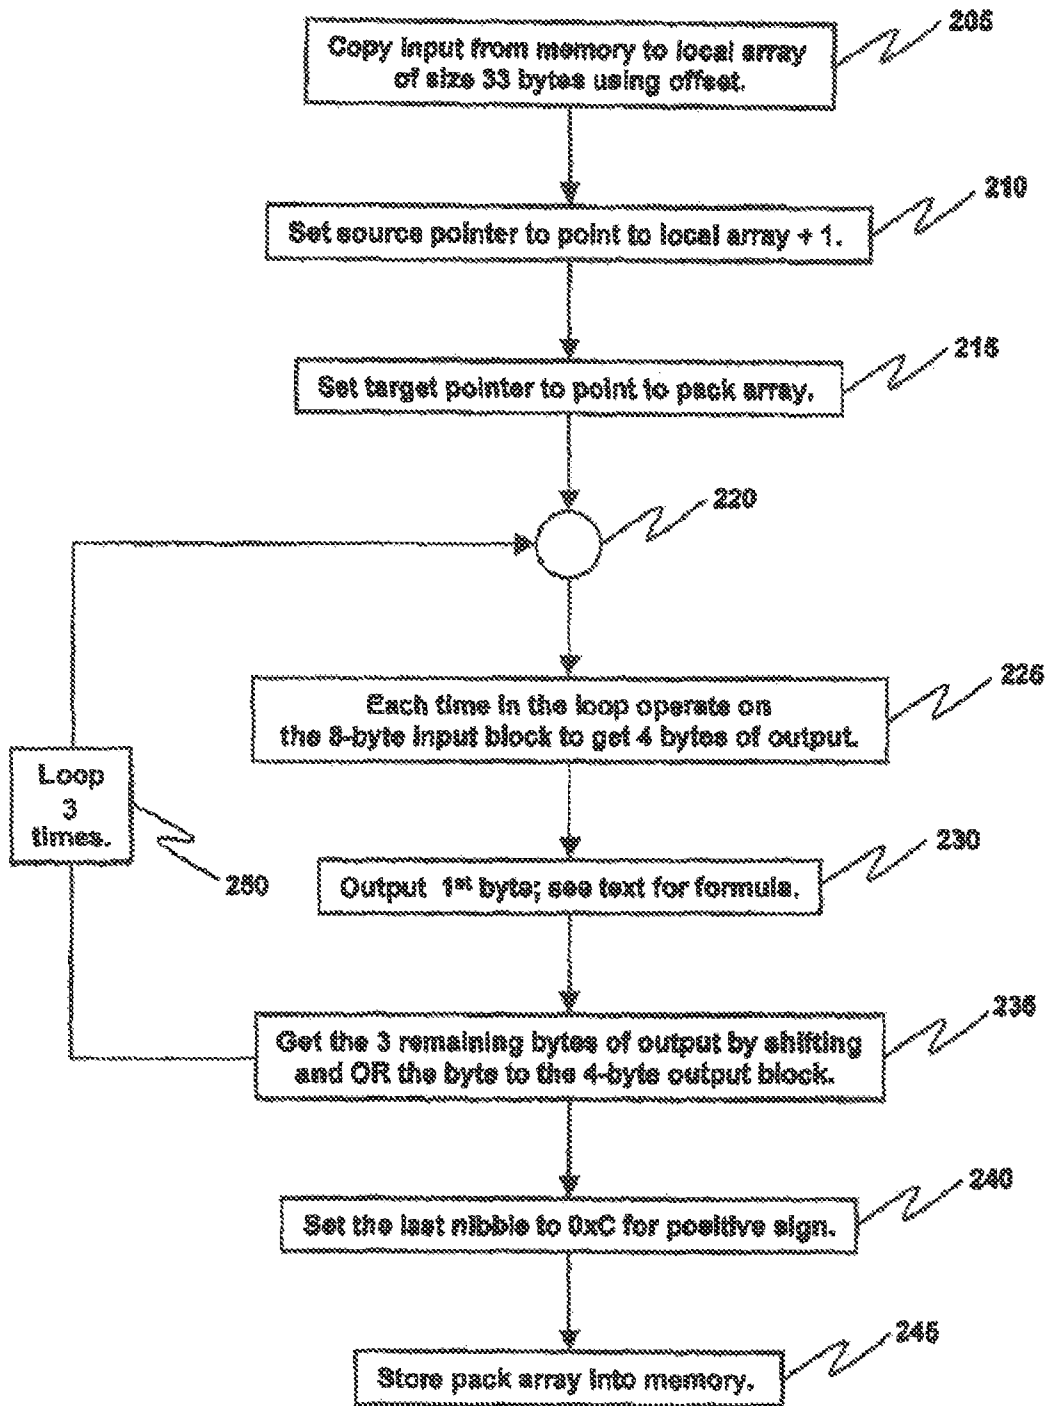 205
Copy input from memory to local array
of size 33 bytes using offset.
210
Set source pointer to point to local array + 1.
215
Set target pointer to point to pack array.
220
225
Each time in the loop operate on
the 8-byte input block to get 4 bytes of output.
Loop
3
times.
250
230
Output 1st byte; see text for formula.
235
Get the 3 remaining bytes of output by shifting
and OR the byte to the 4-byte output block.
240
Set the last nibble to 0xC for positive sign.
245
Store pack array into memory.